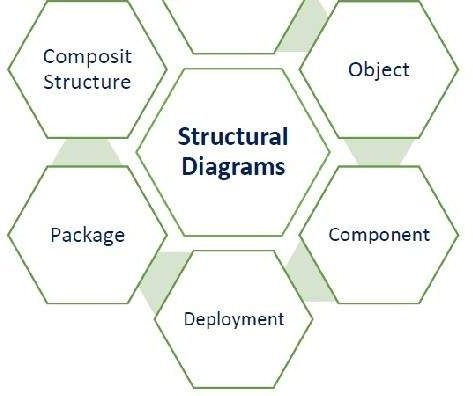 Composit
Structure
Object
Structural
Diagrams
Package
Component
Deployment